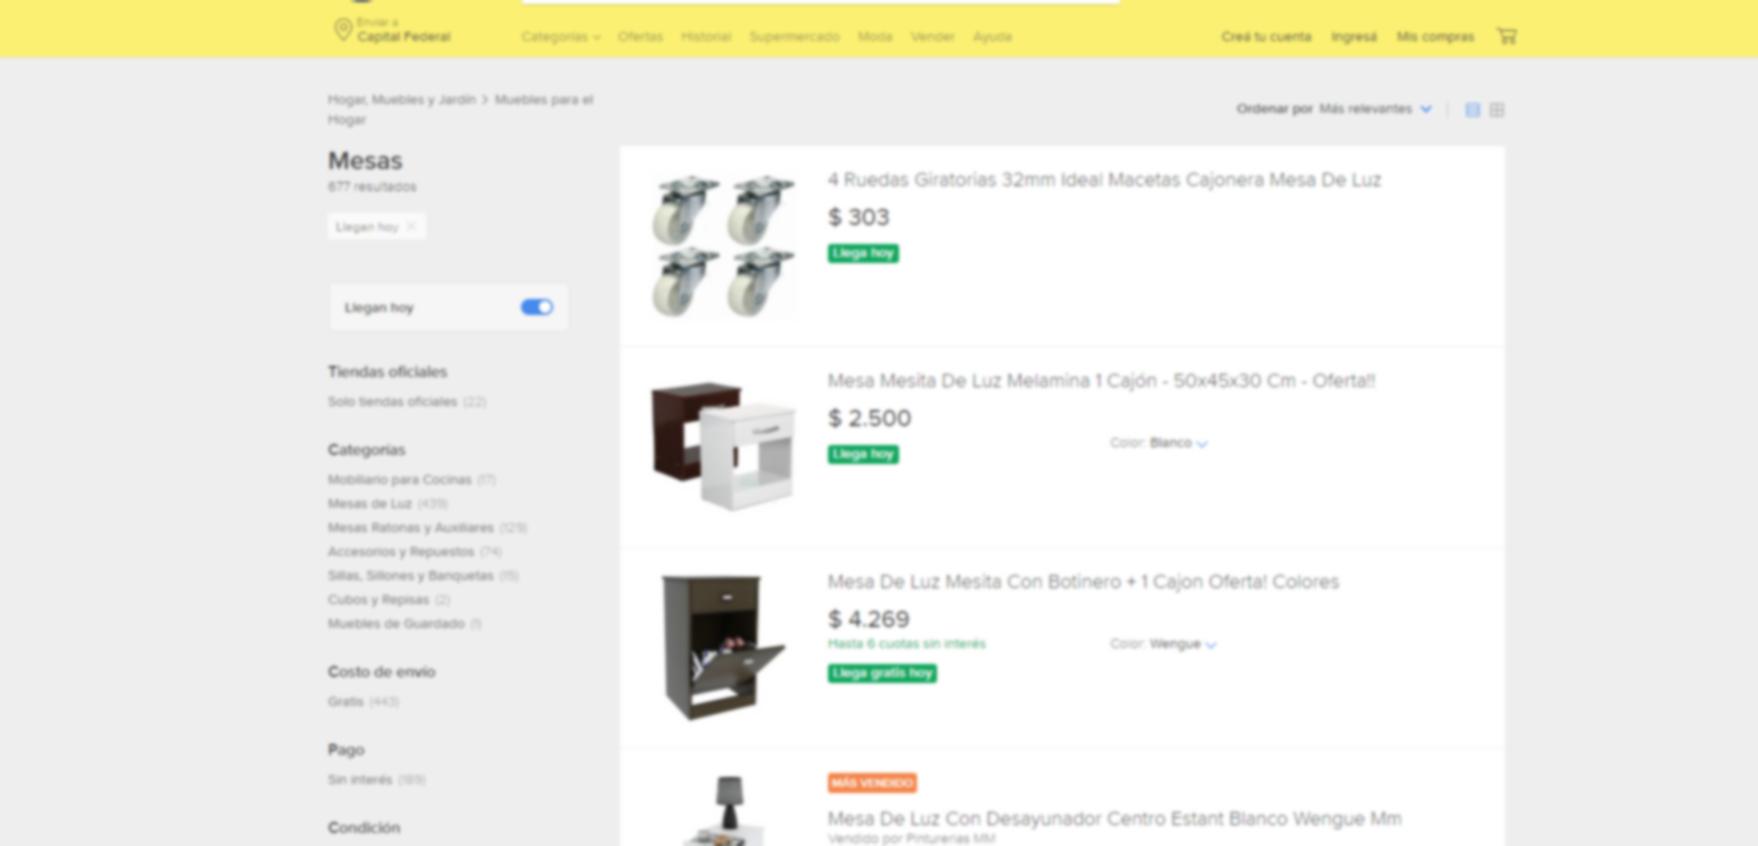 Enviar a
Capital Federal
Categorías
Ofertas
Historial
Supermercado
Moda
Vender
Ayuda
Creá tu cuenta
Ingresá
Mis compras
Hogar, Muebles y Jardín > Muebles para el
Hogar
Ordenar por Más relevantes
Mesas
677 resultados
Llegan hoy ×
Llegan hoy
Tiendas oficiales
Solo tiendas oficiales (22)
Categorías
Mobiliario para Cocinas (17)
Mesas de Luz (439)
Mesas Ratonas y Auxiliares (129)
Accesorios y Repuestos (74)
Sillas, Sillones y Banquetas (15)
Cubos y Repisas (2)
Muebles de Guardado (1)
Costo de envío
Gratis (443)
Pago
Sin interés (189)
Condición
4 Ruedas Giratorias 32mm Ideal Macetas Cajonera Mesa De Luz
$ 303
Llega hoy
Mesa Mesita De Luz Melamina 1 Cajón - 50x45x30 Cm - Oferta!!
$ 2.500
Color: Blanco
Llega hoy
Mesa De Luz Mesita Con Botinero + 1 Cajon Oferta! Colores
$ 4.269
Hasta 6 cuotas sin interés
Color: Wengue
Llega gratis hoy
MÁS VENDIDO
Mesa De Luz Con Desayunador Centro Estant Blanco Wengue Mm
Vendido por Pinturerias MM